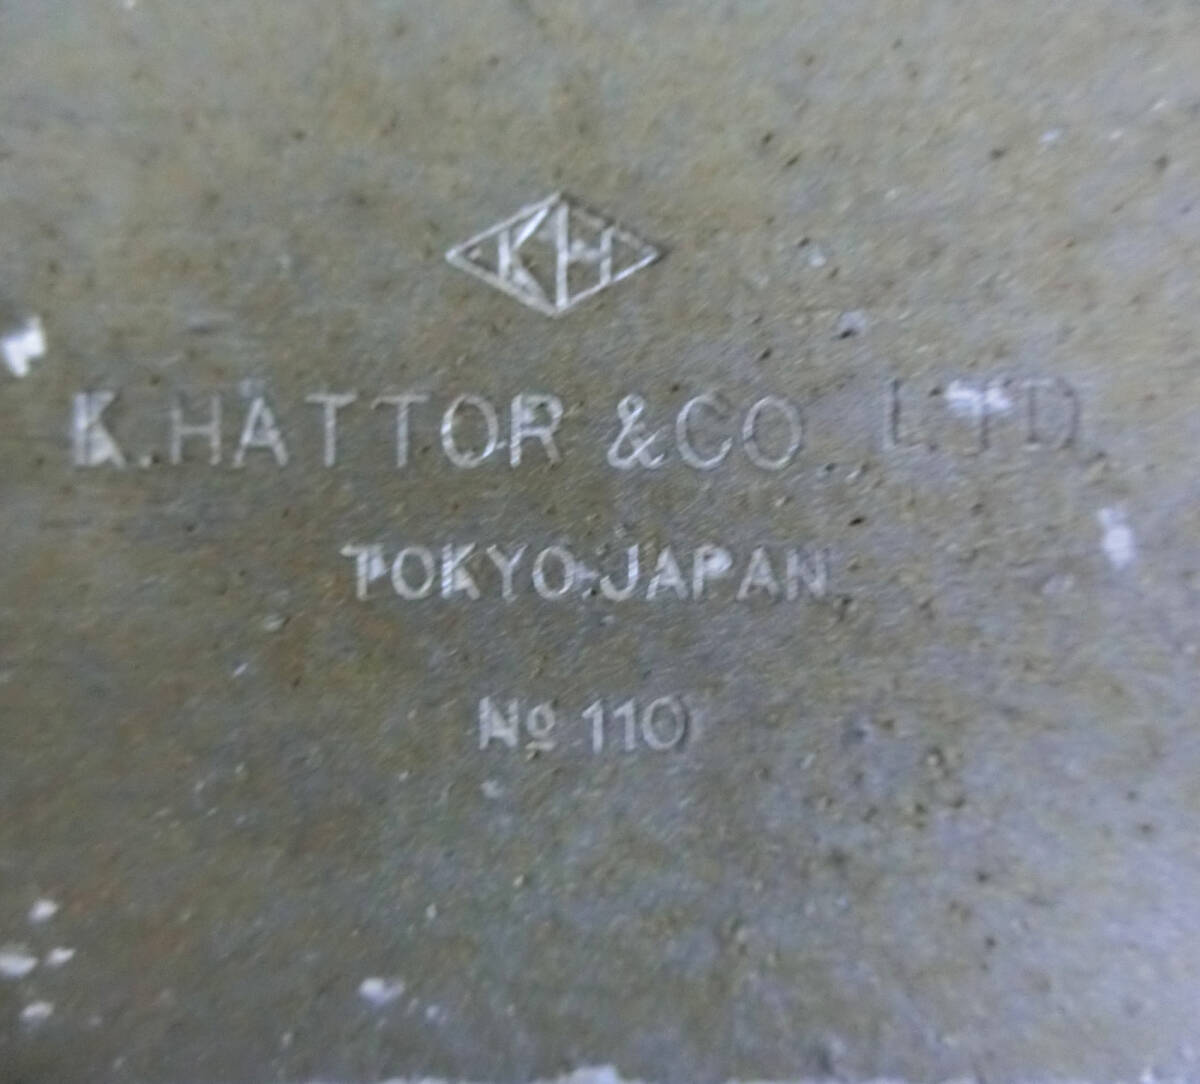 KH
K. HATTOR & CO. LTD
TOKYO. JAPAN
No 110